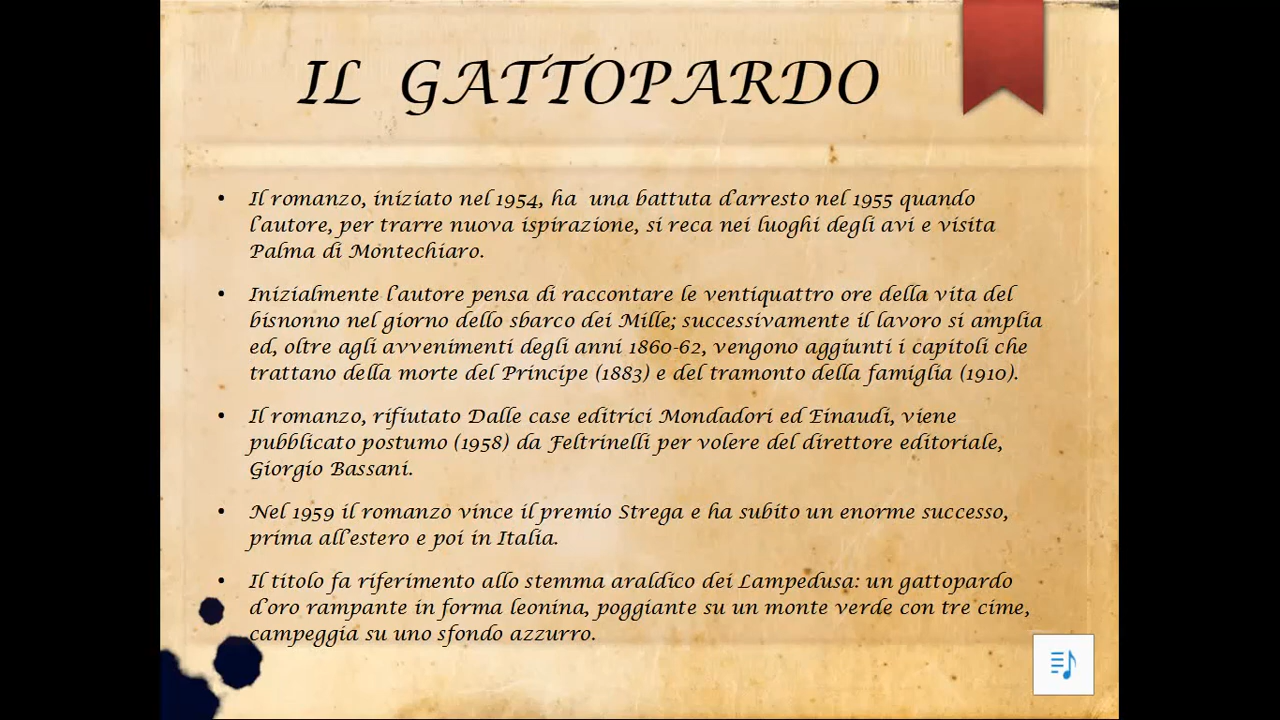 IL GATTOPARDO
• Il romanzo, iniziato nel 1954, ha una battuta d'arresto nel 1955 quando
l'autore, per trarre nuova ispirazione, si reca nei luoghi degli avi e visita
Palma di Montechiaro.
• Inizialmente l'autore pensa di raccontare le ventiquattro ore della vita del
bisnonno nel giorno dello sbarco dei Mille; successivamente il lavoro si amplia
ed, oltre agli avvenimenti degli anni 1860-62, vengono aggiunti i capitoli che
trattano della morte del Principe (1883) e del tramonto della famiglia (1910).
• Il romanzo, rifiutato Dalle case editrici Mondadori ed Einaudi, viene
pubblicato postumo (1958) da Feltrinelli per volere del direttore editoriale,
Giorgio Bassani.
• Nel 1959 il romanzo vince il premio Strega e ha subito un enorme successo,
prima all'estero e poi in Italia.
• Il titolo fa riferimento allo stemma araldico dei Lampedusa: un gattopardo
d'oro rampante in forma leonina, poggiante su un monte verde con tre cime,
campeggia su uno sfondo azzurro.